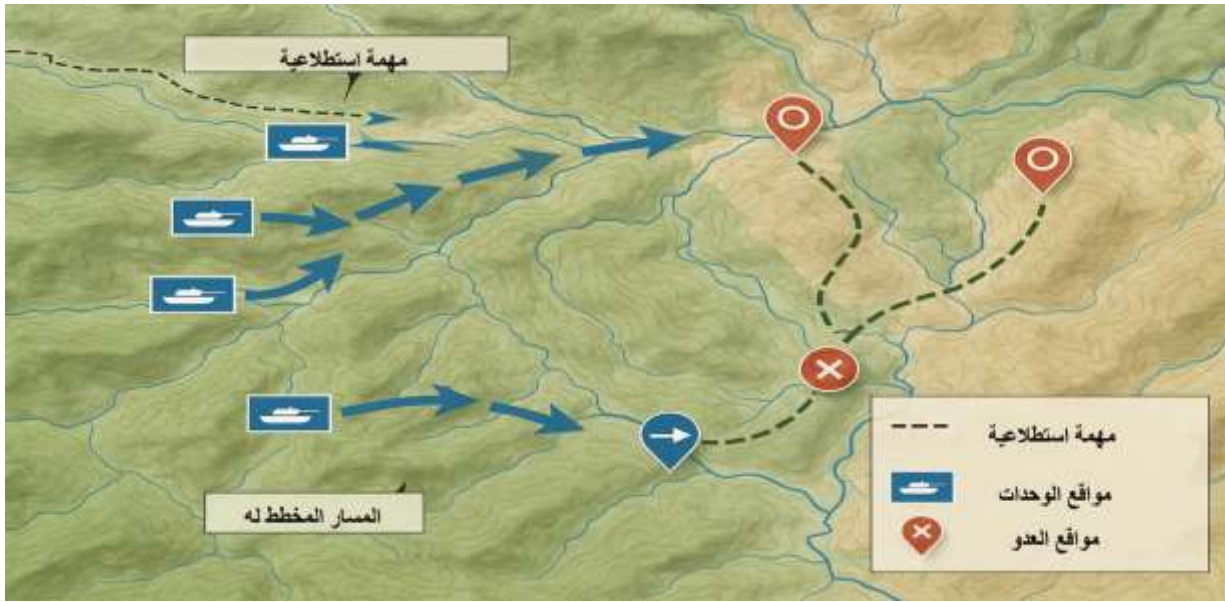 مهمة استطلاعية
المسار المخطط له
مهمة استطلاعية
مواقع الوحدات
مواقع العدو